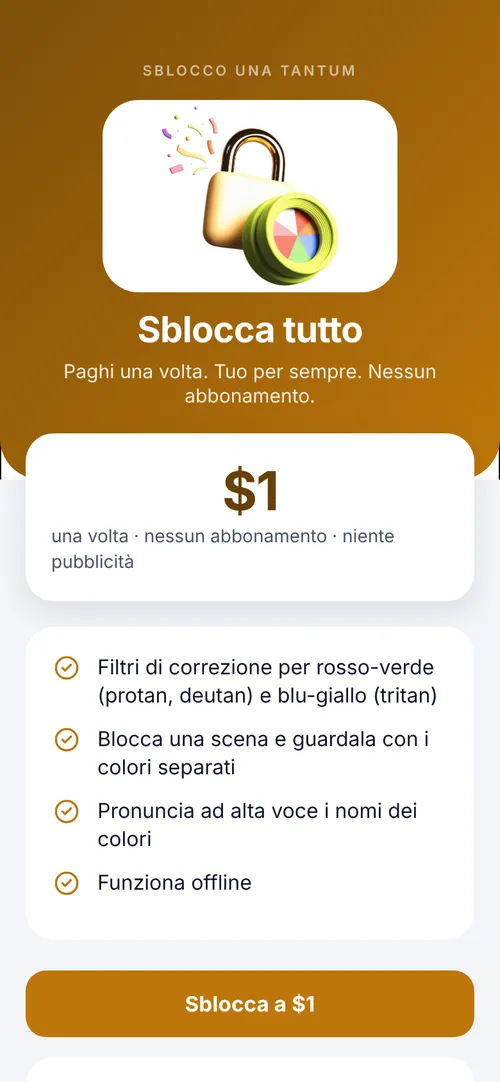 SBLOCCO UNA TANTUM
Sblocca tutto
Paghi una volta. Tuo per sempre. Nessun
abbonamento.
$1
una volta · nessun abbonamento · niente
pubblicità
Filtri di correzione per rosso-verde
(protan, deutan) e blu-giallo (tritan)
Blocca una scena e guardala con i
colori separati
Pronuncia ad alta voce i nomi dei
colori
Funziona offline
Sblocca a $1